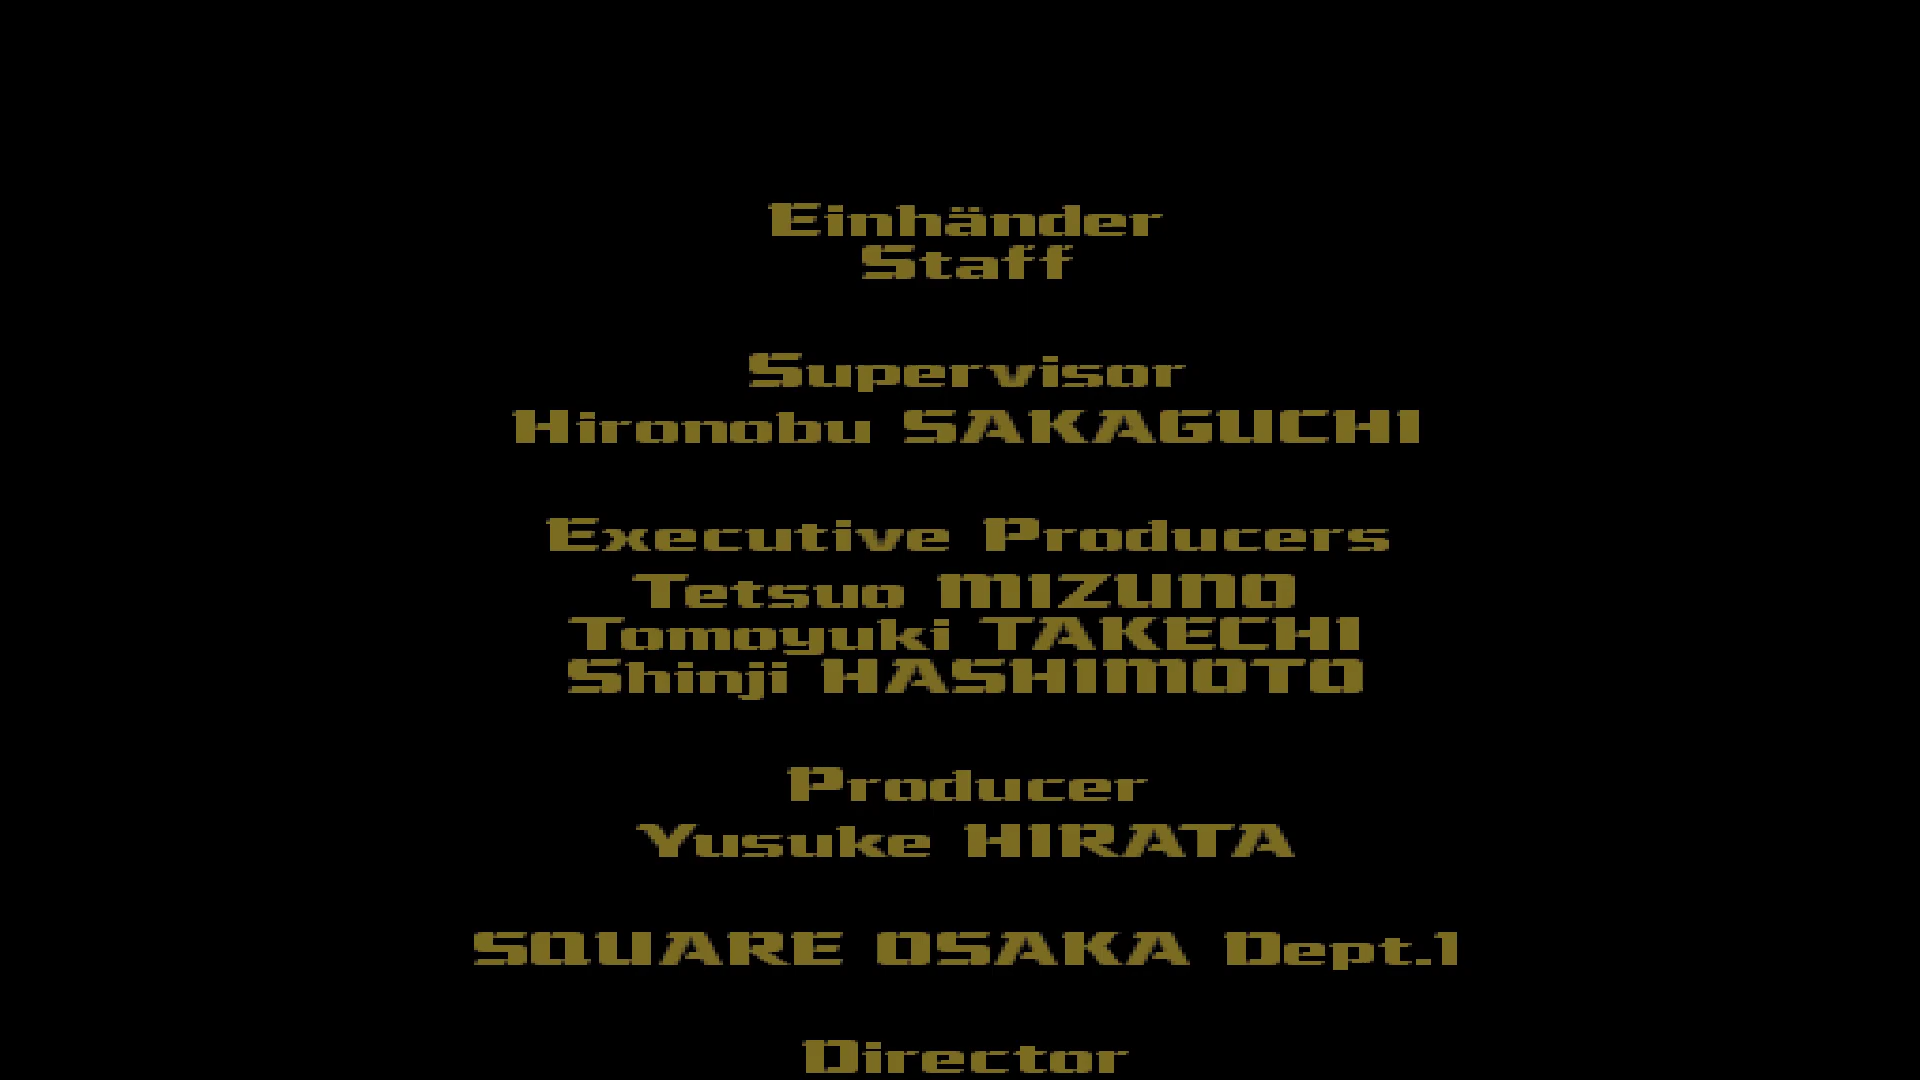 Einhänder
Staff
Supervisor
Hironobu SAKAGUCHI
Executive Producers
Tetsuo MIZUNO
Tomoyuki TAKECHI
Shinji HASHIMOTO
Producer
Yusuke HIRATA
SQUARE OSAKA Dept.1
Director